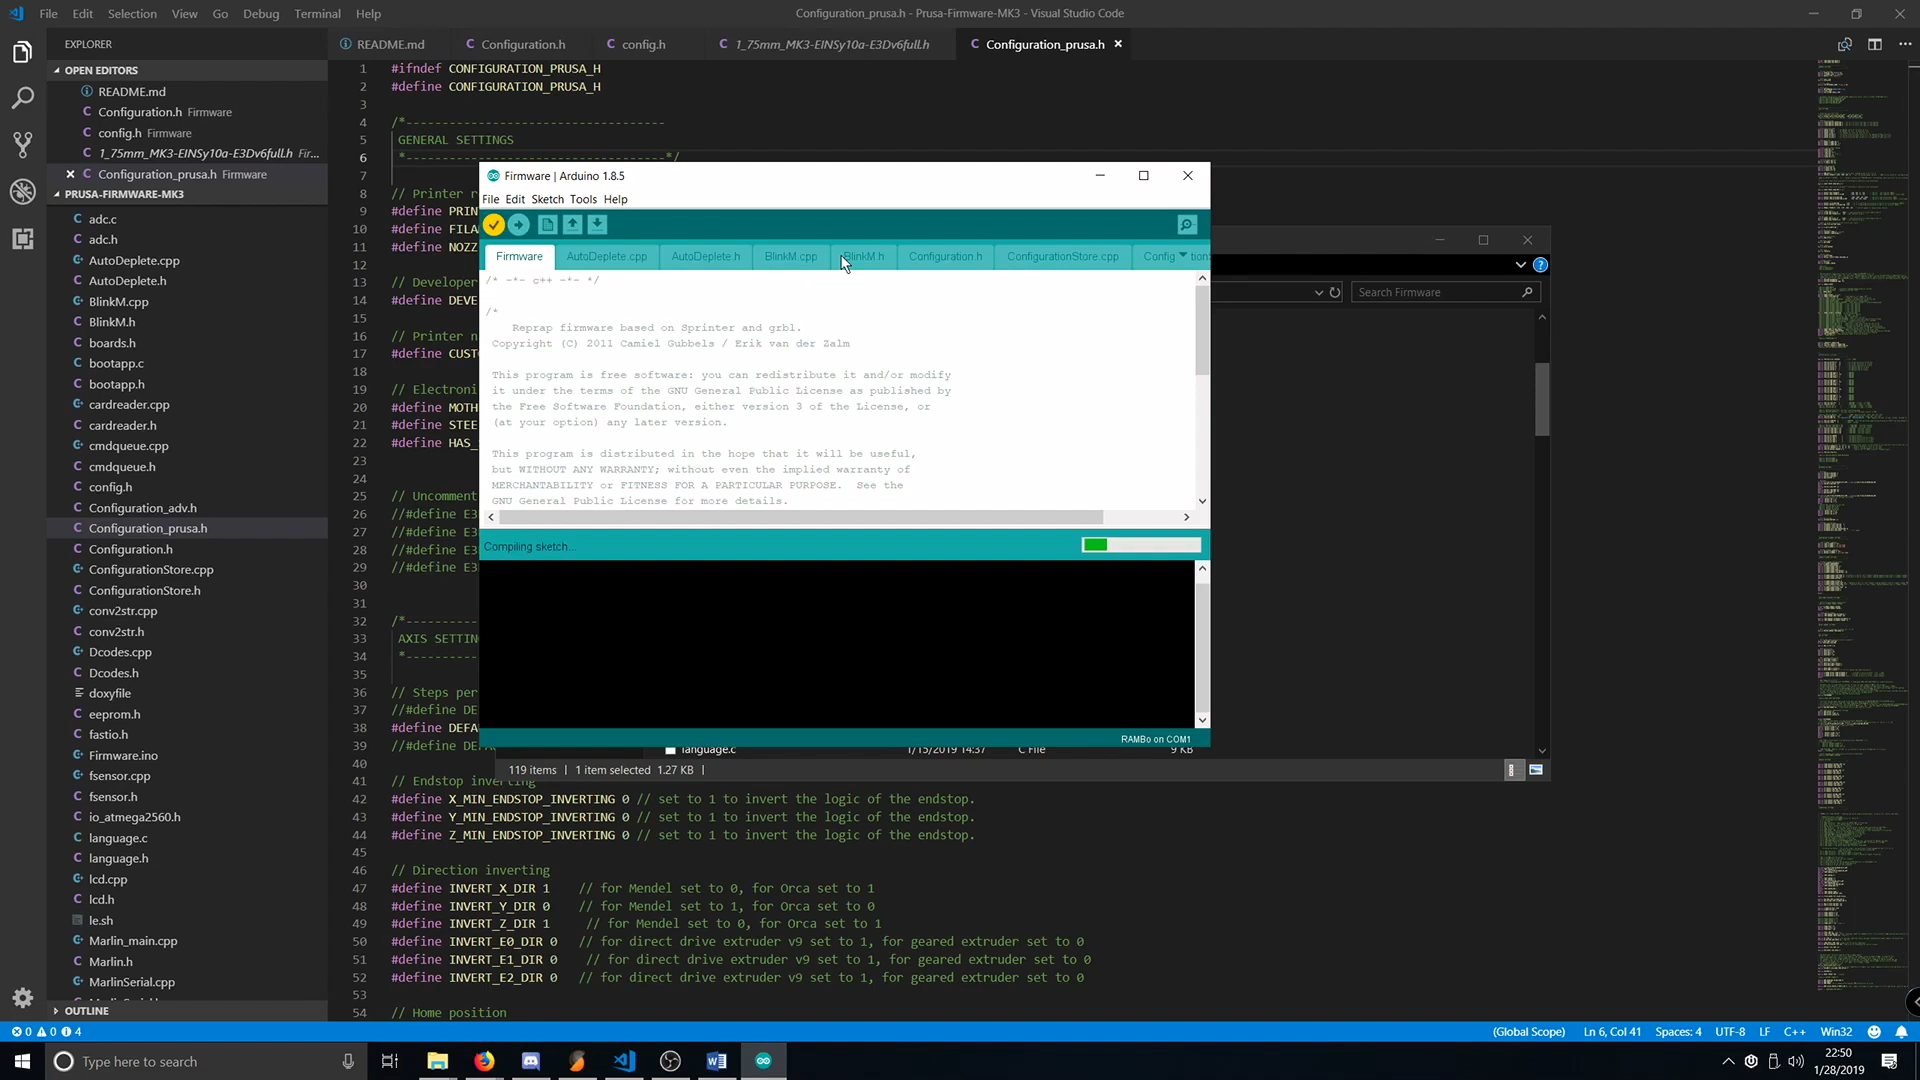 File Edit Selection View Go Debug Terminal Help
Configuration_prusa.h - Prusa-Firmware-MK3 - Visual Studio Code
EXPLORER
OPEN EDITORS
README.md
Configuration.h Firmware
config.h Firmware
1_75mm_MK3-EINSy10a-E3Dv6full.h Fir...
Configuration_prusa.h Firmware
PRUSA-FIRMWARE-MK3
adc.c
adc.h
AutoDeplete.cpp
AutoDeplete.h
BlinkM.cpp
BlinkM.h
boards.h
bootapp.c
bootapp.h
cardreader.cpp
cardreader.h
cmdqueue.cpp
cmdqueue.h
config.h
Configuration_adv.h
Configuration_prusa.h
Configuration.h
ConfigurationStore.cpp
ConfigurationStore.h
conv2str.cpp
conv2str.h
Dcodes.cpp
Dcodes.h
doxyfile
eeprom.h
fastio.h
Firmware.ino
fsensor.cpp
fsensor.h
io_atmega2560.h
language.c
language.h
lcd.cpp
lcd.h
le.sh
Marlin_main.cpp
Marlin.h
MarlinSerial.cpp
OUTLINE
README.md
Configuration.h
config.h
1_75mm_MK3-EINSy10a-E3Dv6full.h
Configuration_prusa.h
1 #ifndef CONFIGURATION_PRUSA_H
2 #define CONFIGURATION_PRUSA_H
3
4 /*------------------------------------
5 GENERAL SETTINGS
6 *------------------------------------*/
7
8 // Printer r
9 #define PRIN
10 #define FILA
11 #define NOZZ
12
13 // Developer
14 #define DEVE
15
16 // Printer n
17 #define CUST
18
19 // Electroni
20 #define MOTH
21 #define STEE
22 #define HAS_
23
24
25 // Uncomment
26 //#define E3
27 //#define E3
28 //#define E3
29 //#define E3
30
31
32 /*------------
33 AXIS SETTIN
34 *------------
35
36 // Steps per
37 //#define DE
38 #define DEFA
39 //#define DEFA
40
41 // Endstop inverting
42 #define X_MIN_ENDSTOP_INVERTING 0 // set to 1 to invert the logic of the endstop.
43 #define Y_MIN_ENDSTOP_INVERTING 0 // set to 1 to invert the logic of the endstop.
44 #define Z_MIN_ENDSTOP_INVERTING 0 // set to 1 to invert the logic of the endstop.
45
46 // Direction inverting
47 #define INVERT_X_DIR 1 // for Mendel set to 0, for Orca set to 1
48 #define INVERT_Y_DIR 0 // for Mendel set to 1, for Orca set to 0
49 #define INVERT_Z_DIR 1 // for Mendel set to 0, for Orca set to 1
50 #define INVERT_E0_DIR 0 // for direct drive extruder v9 set to 1, for geared extruder set to 0
51 #define INVERT_E1_DIR 0 // for direct drive extruder v9 set to 1, for geared extruder set to 0
52 #define INVERT_E2_DIR 0 // for direct drive extruder v9 set to 1, for geared extruder set to 0
53
54 // Home position
Firmware | Arduino 1.8.5
File Edit Sketch Tools Help
Firmware AutoDeplete.cpp AutoDeplete.h BlinkM.cpp BlinkM.h Configuration.h ConfigurationStore.cpp Config tion
/* -*- c++ -*- */
/*
Reprap firmware based on Sprinter and grbl.
Copyright (C) 2011 Camiel Gubbels / Erik van der Zalm
This program is free software: you can redistribute it and/or modify
it under the terms of the GNU General Public License as published by
the Free Software Foundation, either version 3 of the License, or
(at your option) any later version.
This program is distributed in the hope that it will be useful,
but WITHOUT ANY WARRANTY; without even the implied warranty of
MERCHANTABILITY or FITNESS FOR A PARTICULAR PURPOSE. See the
GNU General Public License for more details.
Compiling sketch...
RAMBo on COM1
Search Firmware
language.c 1/15/2019 14:37 C File 9 KB
119 items | 1 item selected 1.27 KB |
0 0 4
(Global Scope) Ln 6, Col 41 Spaces: 4 UTF-8 LF C++ Win32
Type here to search
22:50
1/28/2019